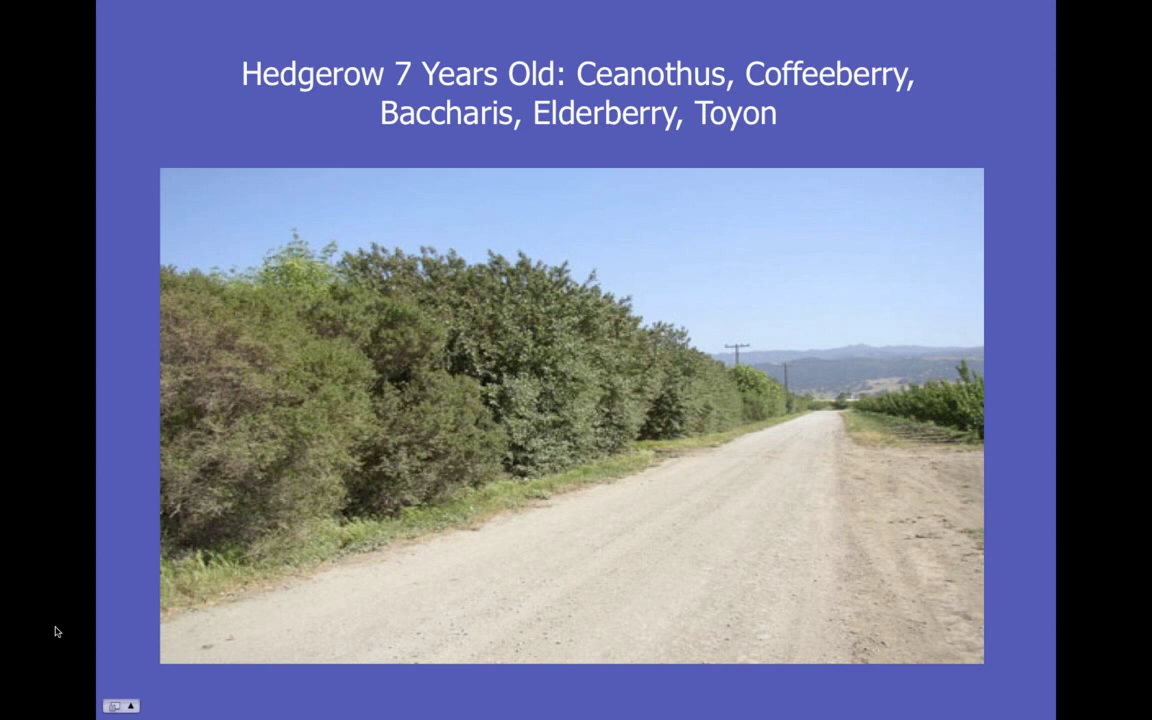 Hedgerow 7 Years Old: Ceanothus, Coffeeberry,
Baccharis, Elderberry, Toyon